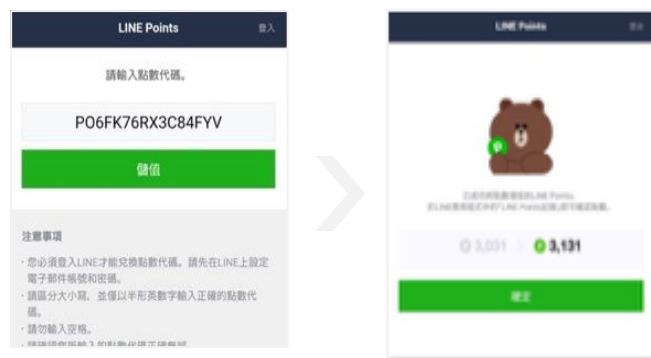 LINE Points
登入
請輸入點數代碼。
PO6FK76RX3C84FYV
儲值
注意事項
・您必須登入LINE才能兌換點數代碼。請先在LINE上設定
電子郵件帳號和密碼。
・請區分大小寫，並僅以半形英數字輸入正確的點數代
碼。
・請勿輸入空格。
LINE Points
登入
3,031
3,131
確定